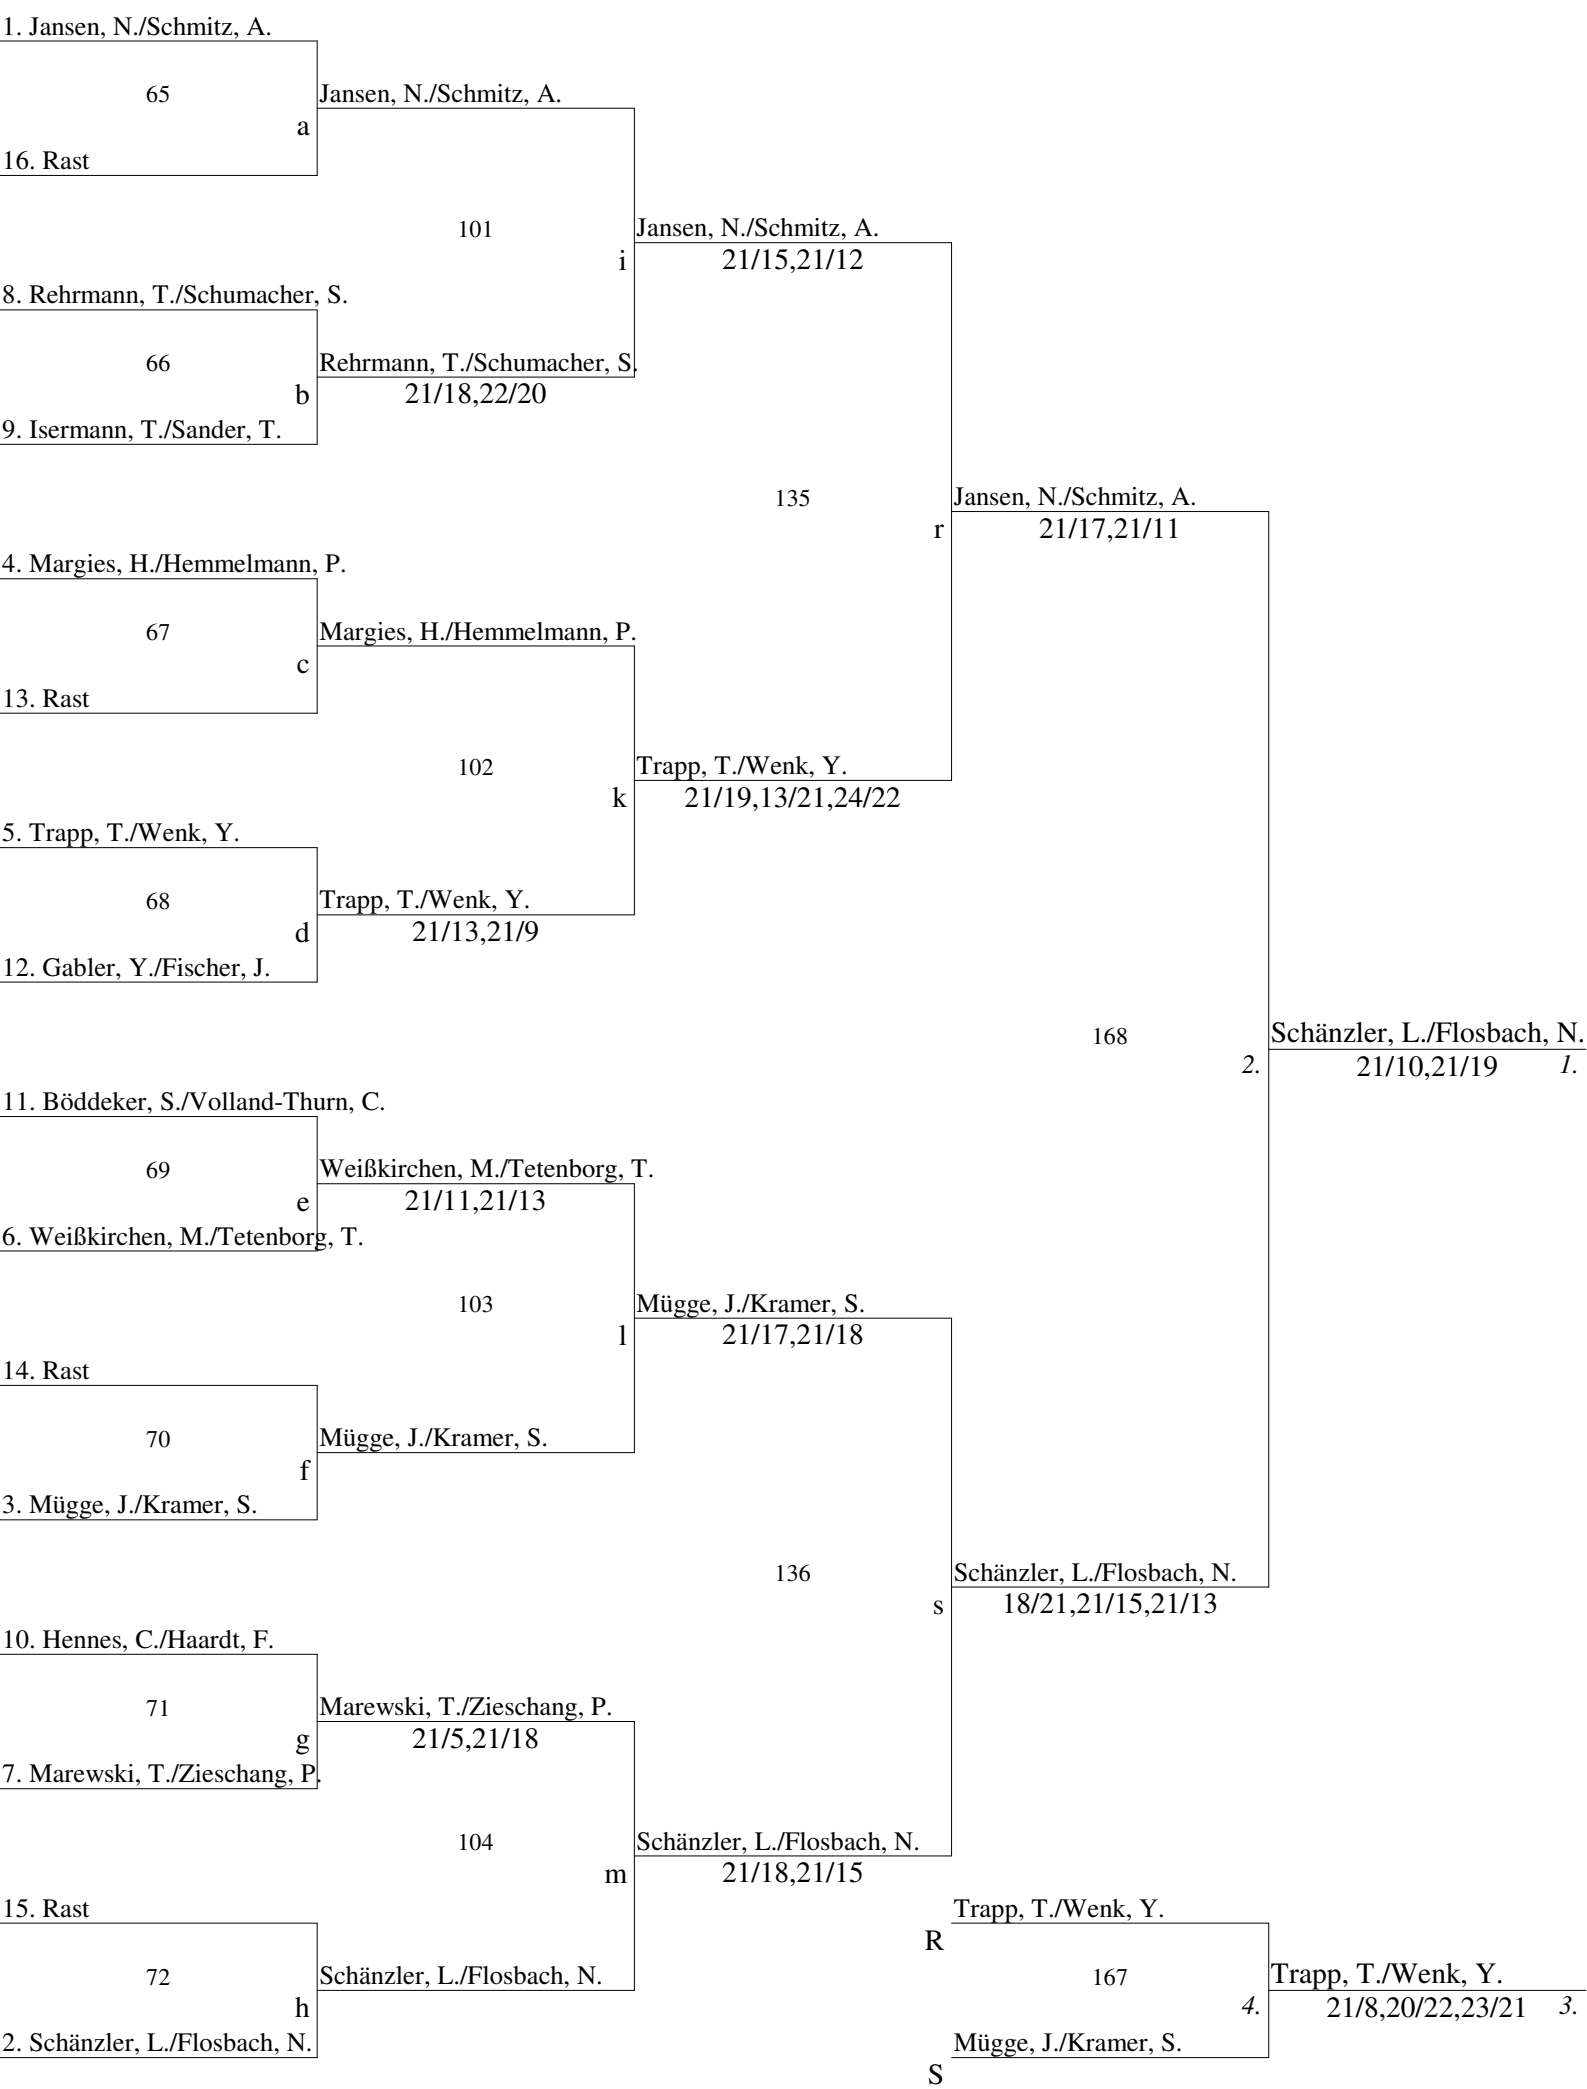 1. Jansen, N./Schmitz, A.
65
Jansen, N./Schmitz, A.
a
16. Rast
101
Jansen, N./Schmitz, A.
i
21/15,21/12
8. Rehrmann, T./Schumacher, S.
66
Rehrmann, T./Schumacher, S.
b
21/18,22/20
9. Isermann, T./Sander, T.
135
Jansen, N./Schmitz, A.
r
21/17,21/11
4. Margies, H./Hemmelmann, P.
67
Margies, H./Hemmelmann, P.
c
13. Rast
102
Trapp, T./Wenk, Y.
k
21/19,13/21,24/22
5. Trapp, T./Wenk, Y.
68
Trapp, T./Wenk, Y.
d
21/13,21/9
12. Gabler, Y./Fischer, J.
168
Schänzler, L./Flosbach, N.
2.
21/10,21/19
1.
11. Böddeker, S./Volland-Thurn, C.
69
Weißkirchen, M./Tetenborg, T.
e
21/11,21/13
6. Weißkirchen, M./Tetenborg, T.
103
Mügge, J./Kramer, S.
l
21/17,21/18
14. Rast
70
Mügge, J./Kramer, S.
f
3. Mügge, J./Kramer, S.
136
Schänzler, L./Flosbach, N.
s
18/21,21/15,21/13
10. Hennes, C./Haardt, F.
71
Marewski, T./Zieschang, P.
g
21/5,21/18
7. Marewski, T./Zieschang, P.
104
Schänzler, L./Flosbach, N.
m
21/18,21/15
15. Rast
Trapp, T./Wenk, Y.
R
72
Schänzler, L./Flosbach, N.
h
167
Trapp, T./Wenk, Y.
4.
21/8,20/22,23/21
3.
2. Schänzler, L./Flosbach, N.
Mügge, J./Kramer, S.
S